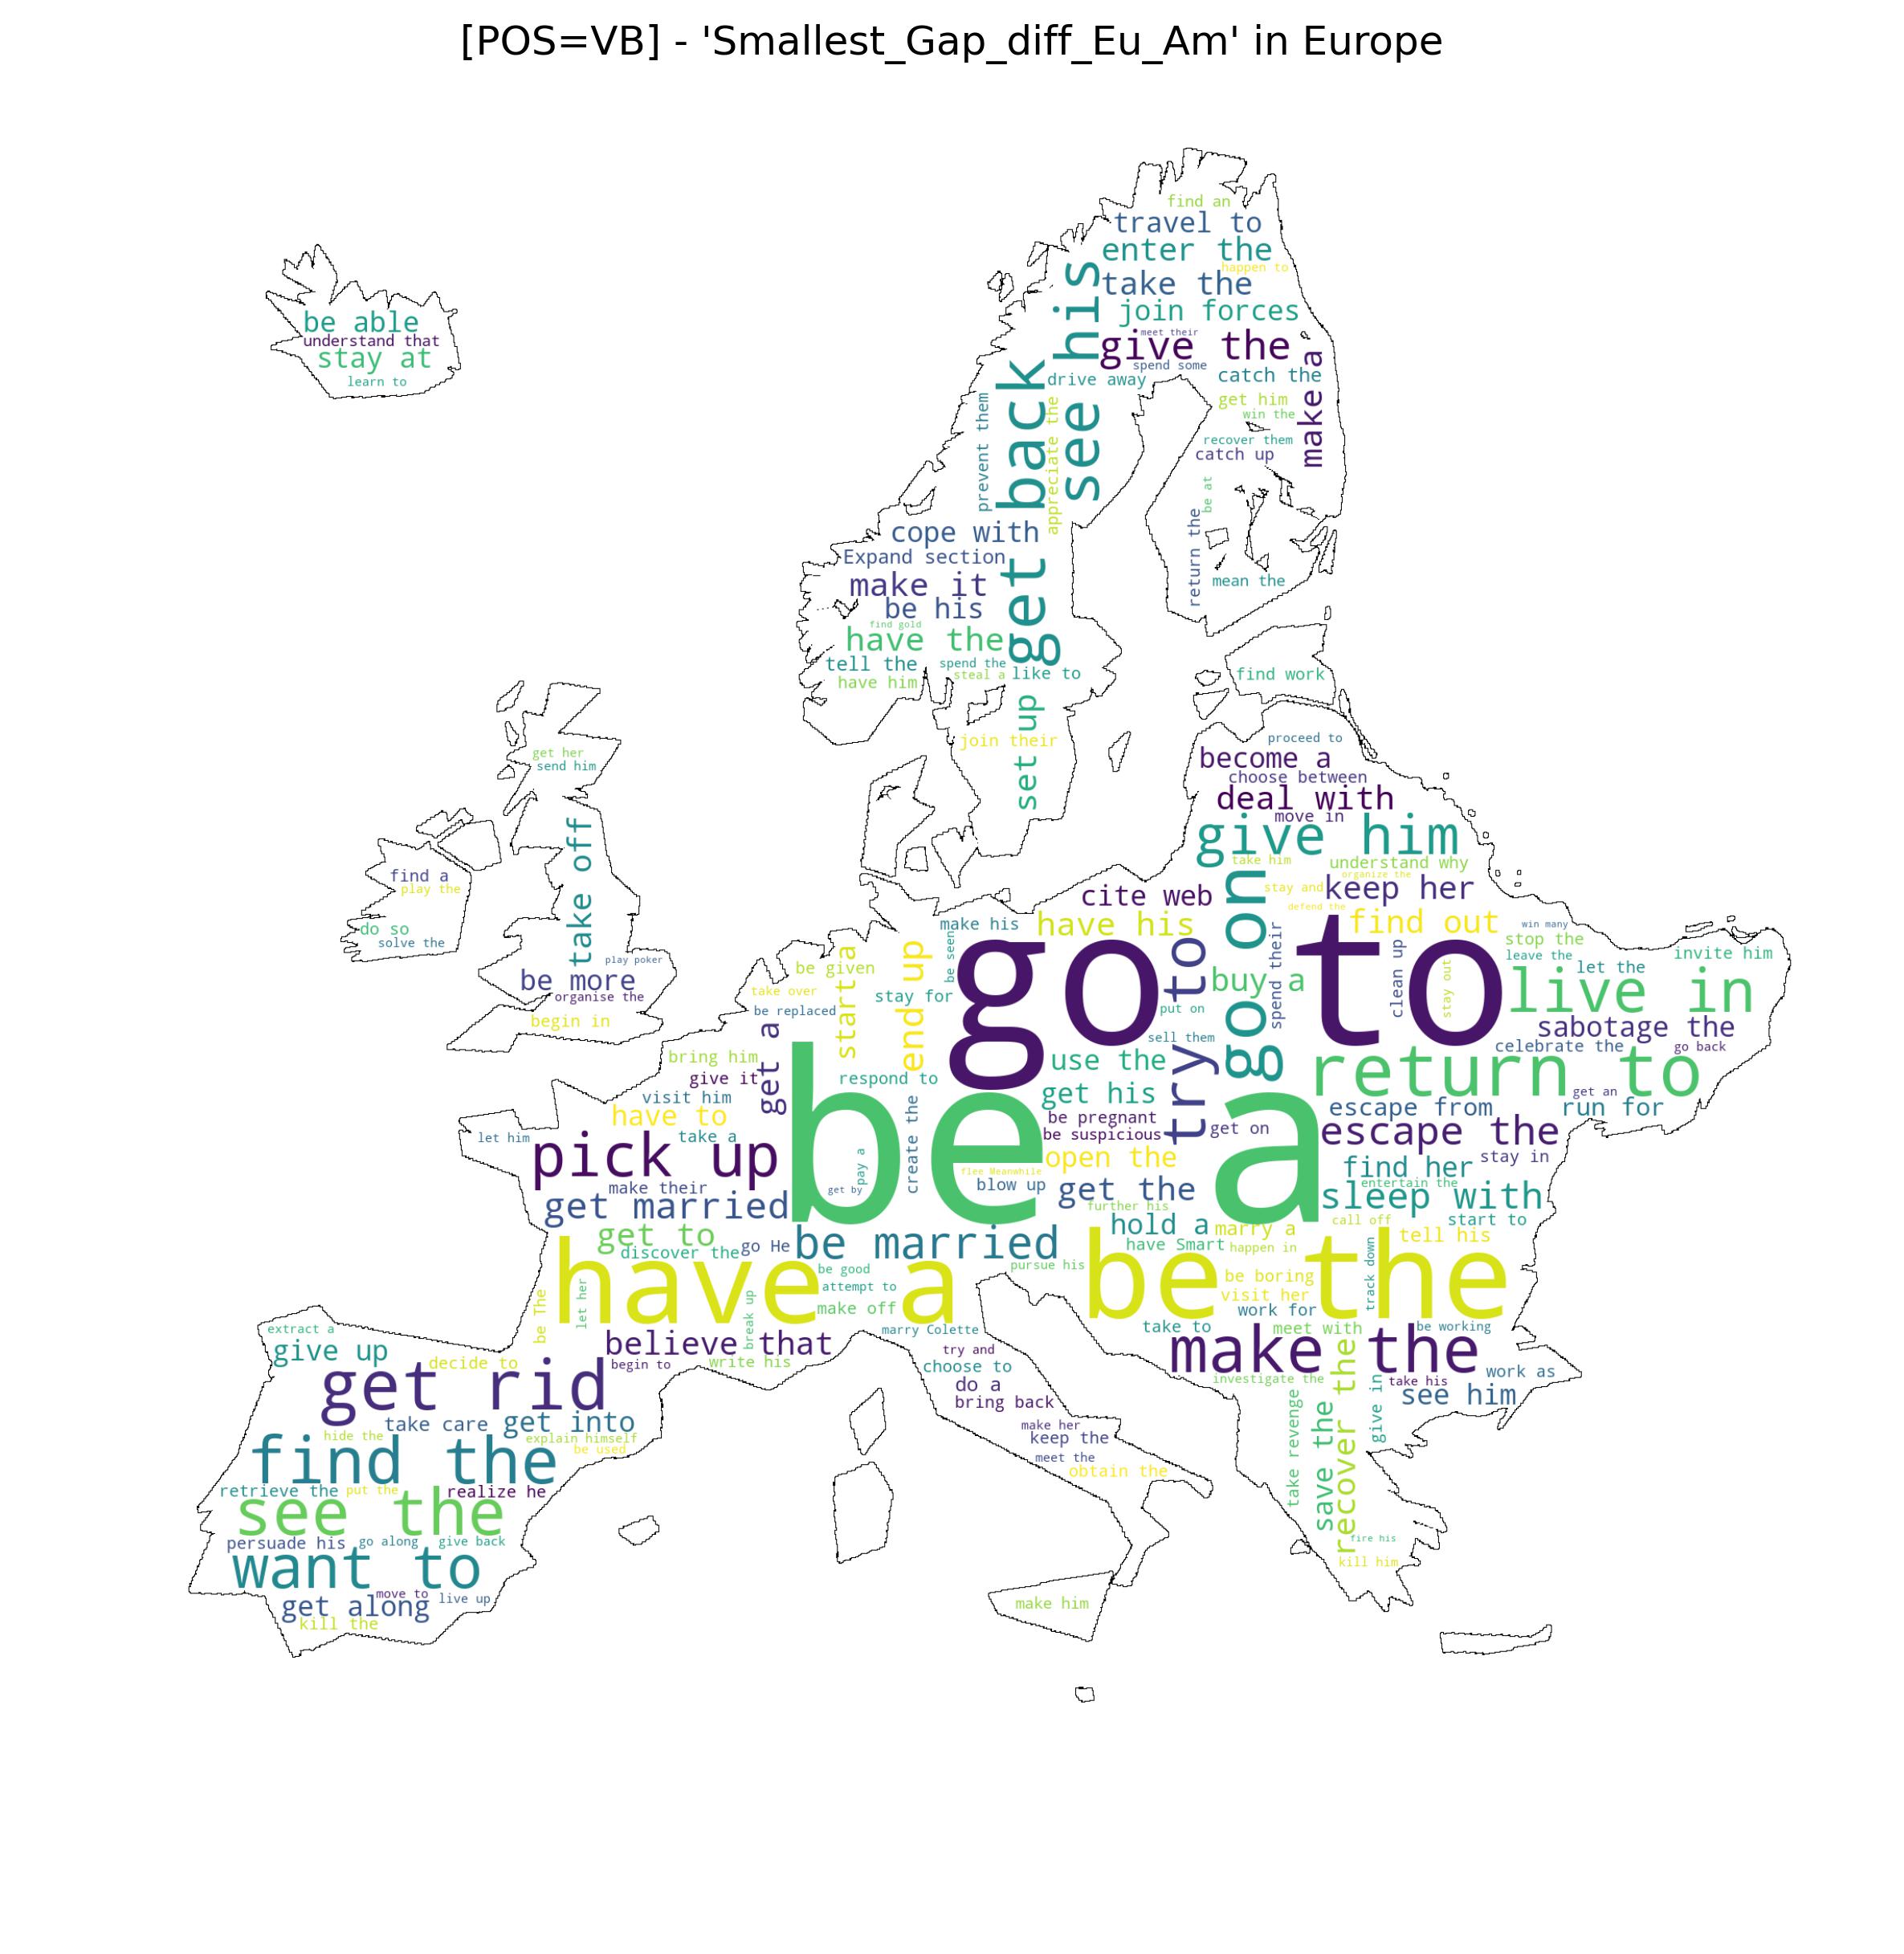 [POS=VB] - 'Smallest_Gap_diff_Eu_Am' in Europe
find an
travel to
enter the
happen to
take the
join forces
meet their
give the
spend some
drive away
catch the
make a
get him
win the
recover them
catch up
be at
return the
mean the
see his
get back
prevent them
appreciate the
cope with
Expand section
make it
be his
find gold
have the
tell the
spend the
steal a
like to
have him
set up
join their
find work
be able
understand that
stay at
learn to
get her
send him
take off
find a
play the
do so
solve the
play poker
be more
organise the
begin in
proceed to
become a
choose between
deal with
move in
give him
take him
understand why
organize the
stay and
keep her
defend the
find out
cite web
have his
make his
go on
go to
try to
buy a
spend their
clean up
stay out
win many
stop the
leave the
let the
invite him
live in
sabotage the
celebrate the
go back
return to
get an
run for
escape from
escape the
stay in
be given
start a
end up
be seen
stay for
take over
be replaced
put on
sell them
use the
get a
bring him
give it
respond to
get his
visit him
have to
be a
create the
be pregnant
be suspicious
get on
let him
take a
pick up
pay a
open the
flee Meanwhile
blow up
find her
entertain the
make their
get by
get the
sleep with
get married
further his
hold a
marry a
call off
start to
get to
discover the
go He
be married
have Smart
happen in
tell his
have a
be good
pursue his
be the
be boring
visit her
track down
attempt to
make off
work for
be The
let her
break up
believe that
marry Colette
take to
meet with
be working
extract a
give up
decide to
begin to
write his
try and
choose to
make the
work as
get rid
do a
investigate the
take his
see him
bring back
take care
get into
hide the
explain himself
be used
make her
keep the
meet the
obtain the
take revenge
save the
recover the
give in
find the
retrieve the
put the
realize he
see the
persuade his
go along
give back
want to
move to
live up
get along
kill the
fire his
kill him
make him